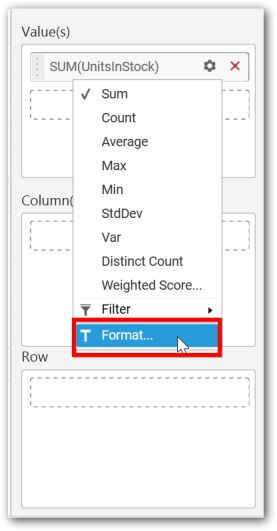 Value(s)
SUM(UnitsInStock)
Sum
Count
Average
Max
Min
StdDev
Var
Distinct Count
Weighted Score...
Filter
Format...
Column(
Row